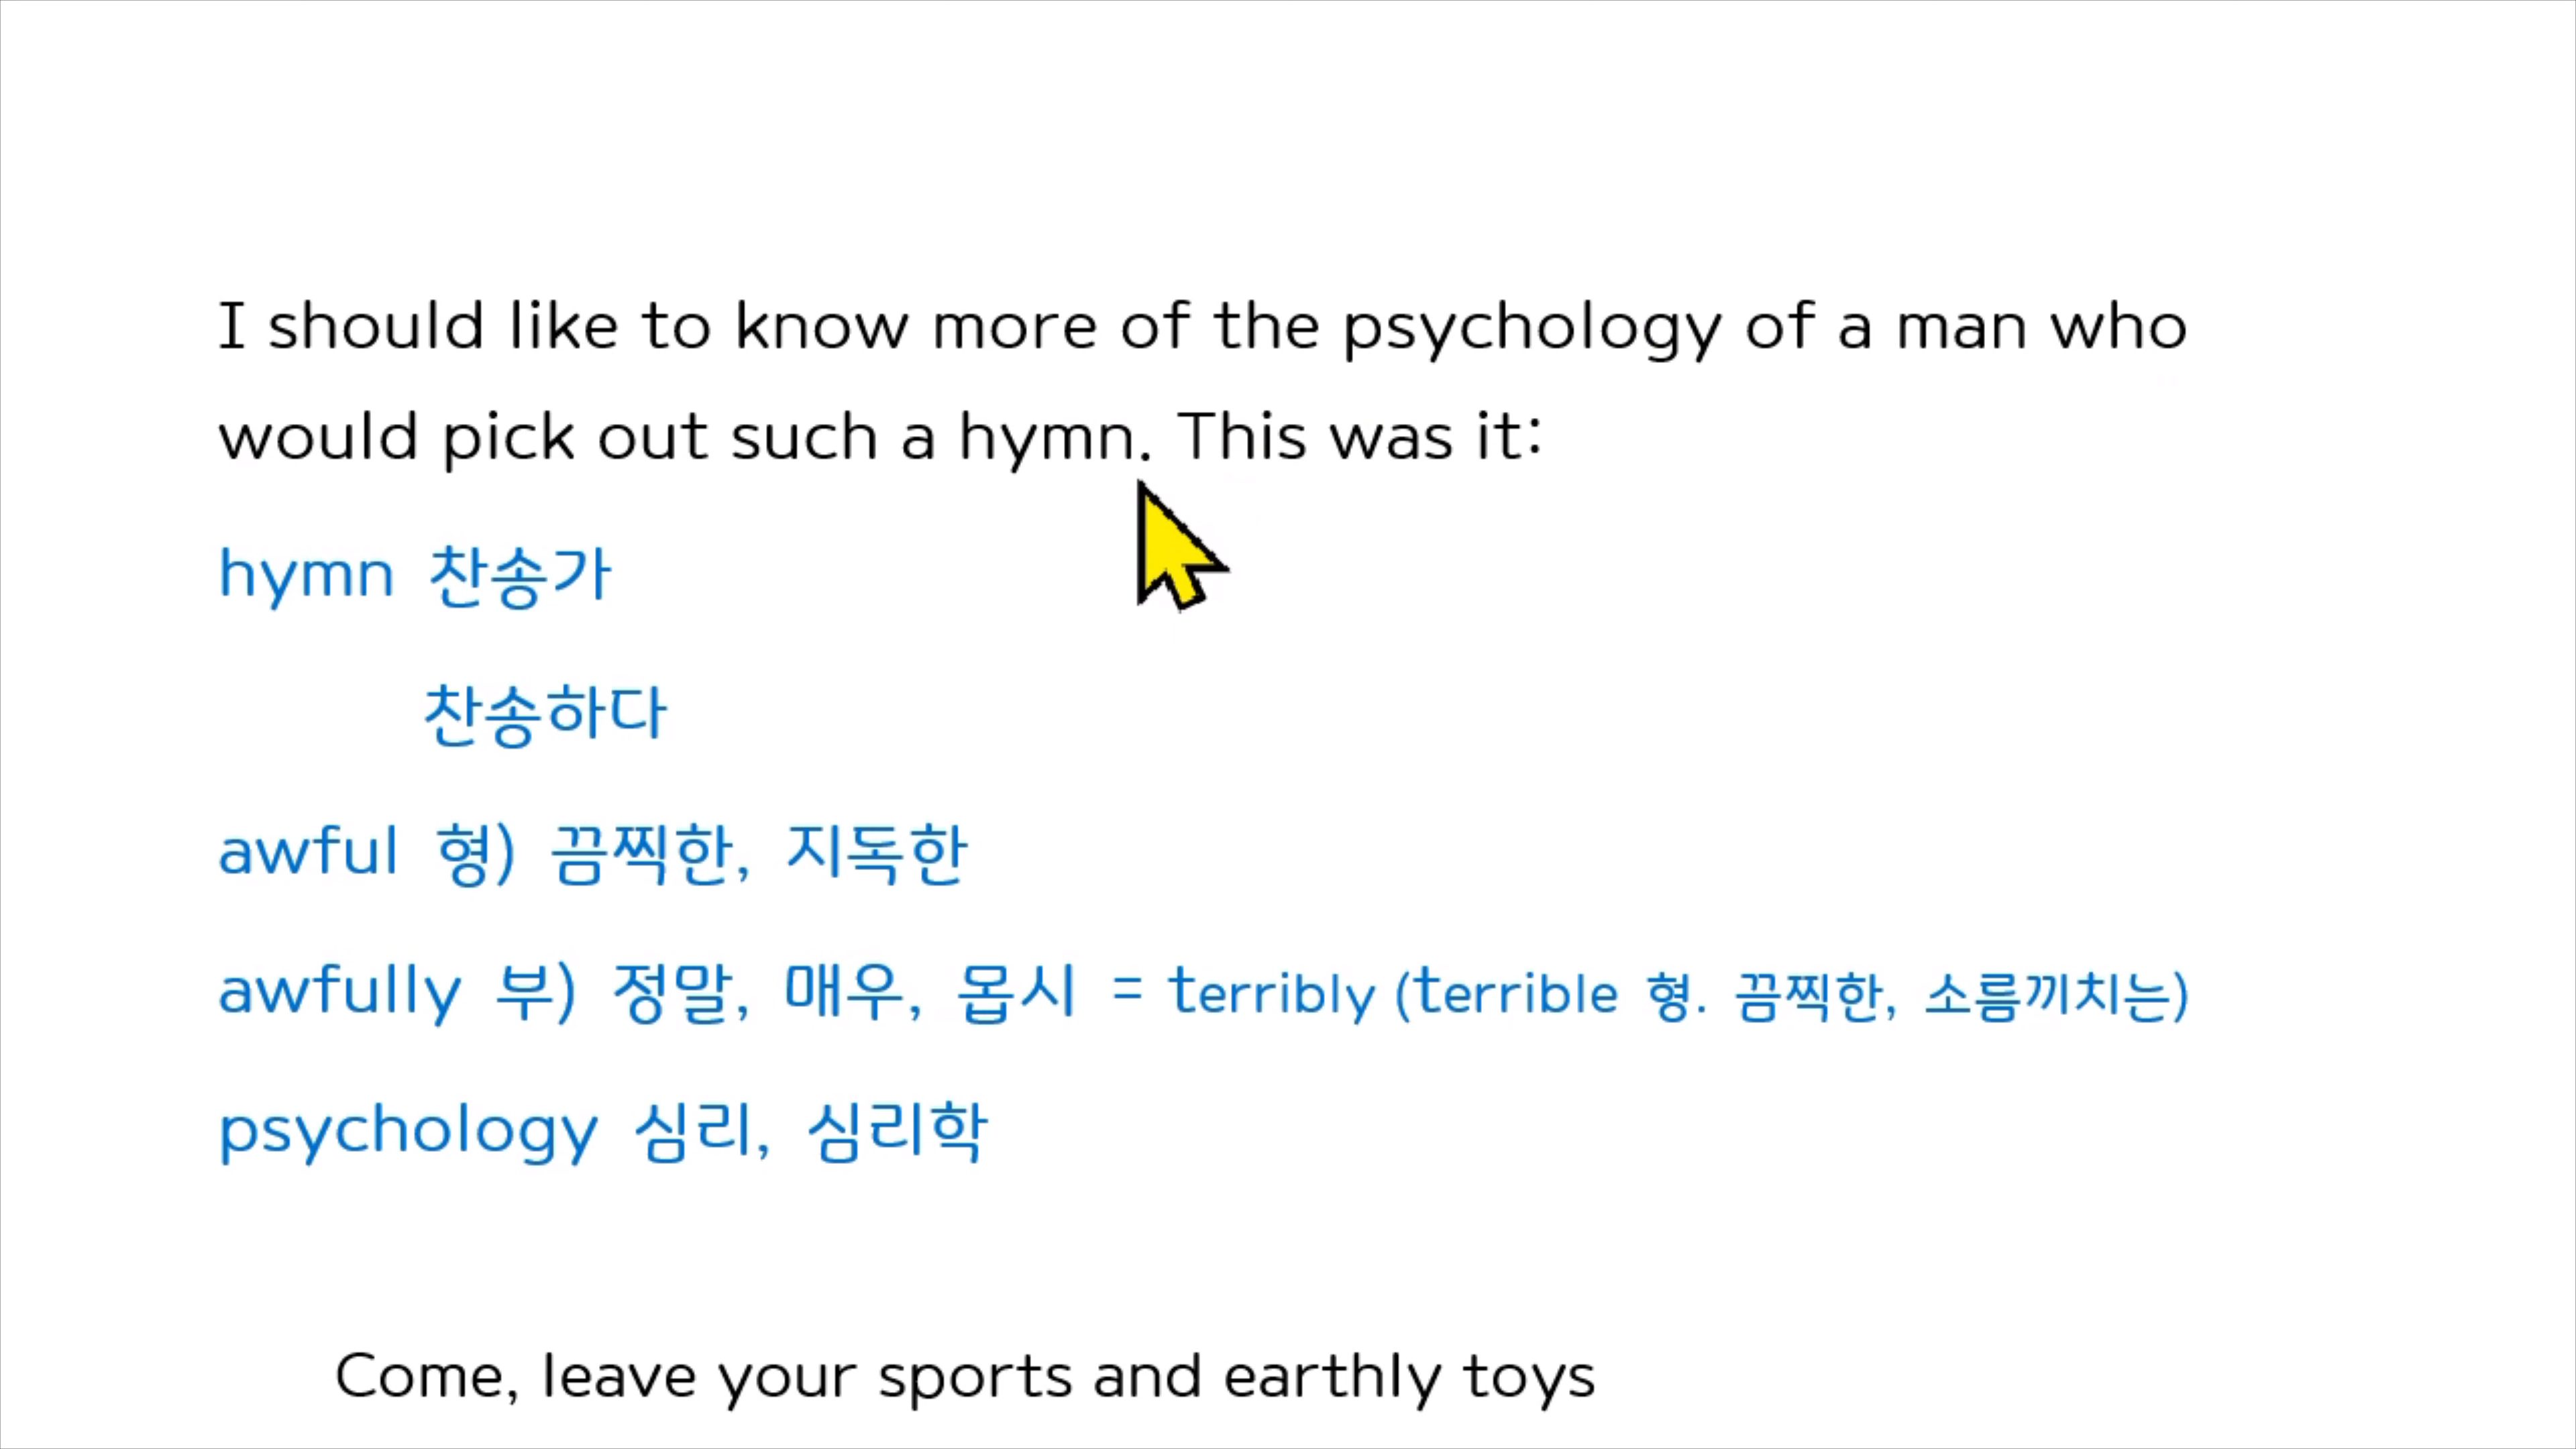 I should like to know more of the psychology of a man who
would pick out such a hymn. This was it:
hymn 찬송가
찬송하다
awful 형) 끔찍한, 지독한
awfully 부) 정말, 매우, 몹시 = terribly (terrible 형. 끔찍한, 소름끼치는)
psychology 심리, 심리학
Come, leave your sports and earthly toys